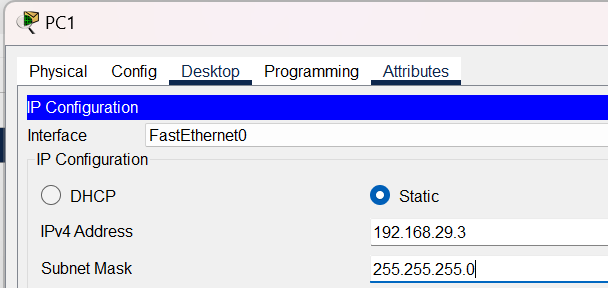 PC1
Physical Config Desktop Programming Attributes
IP Configuration
Interface FastEthernet0
IP Configuration
DHCP Static
IPv4 Address 192.168.29.3
Subnet Mask 255.255.255.0